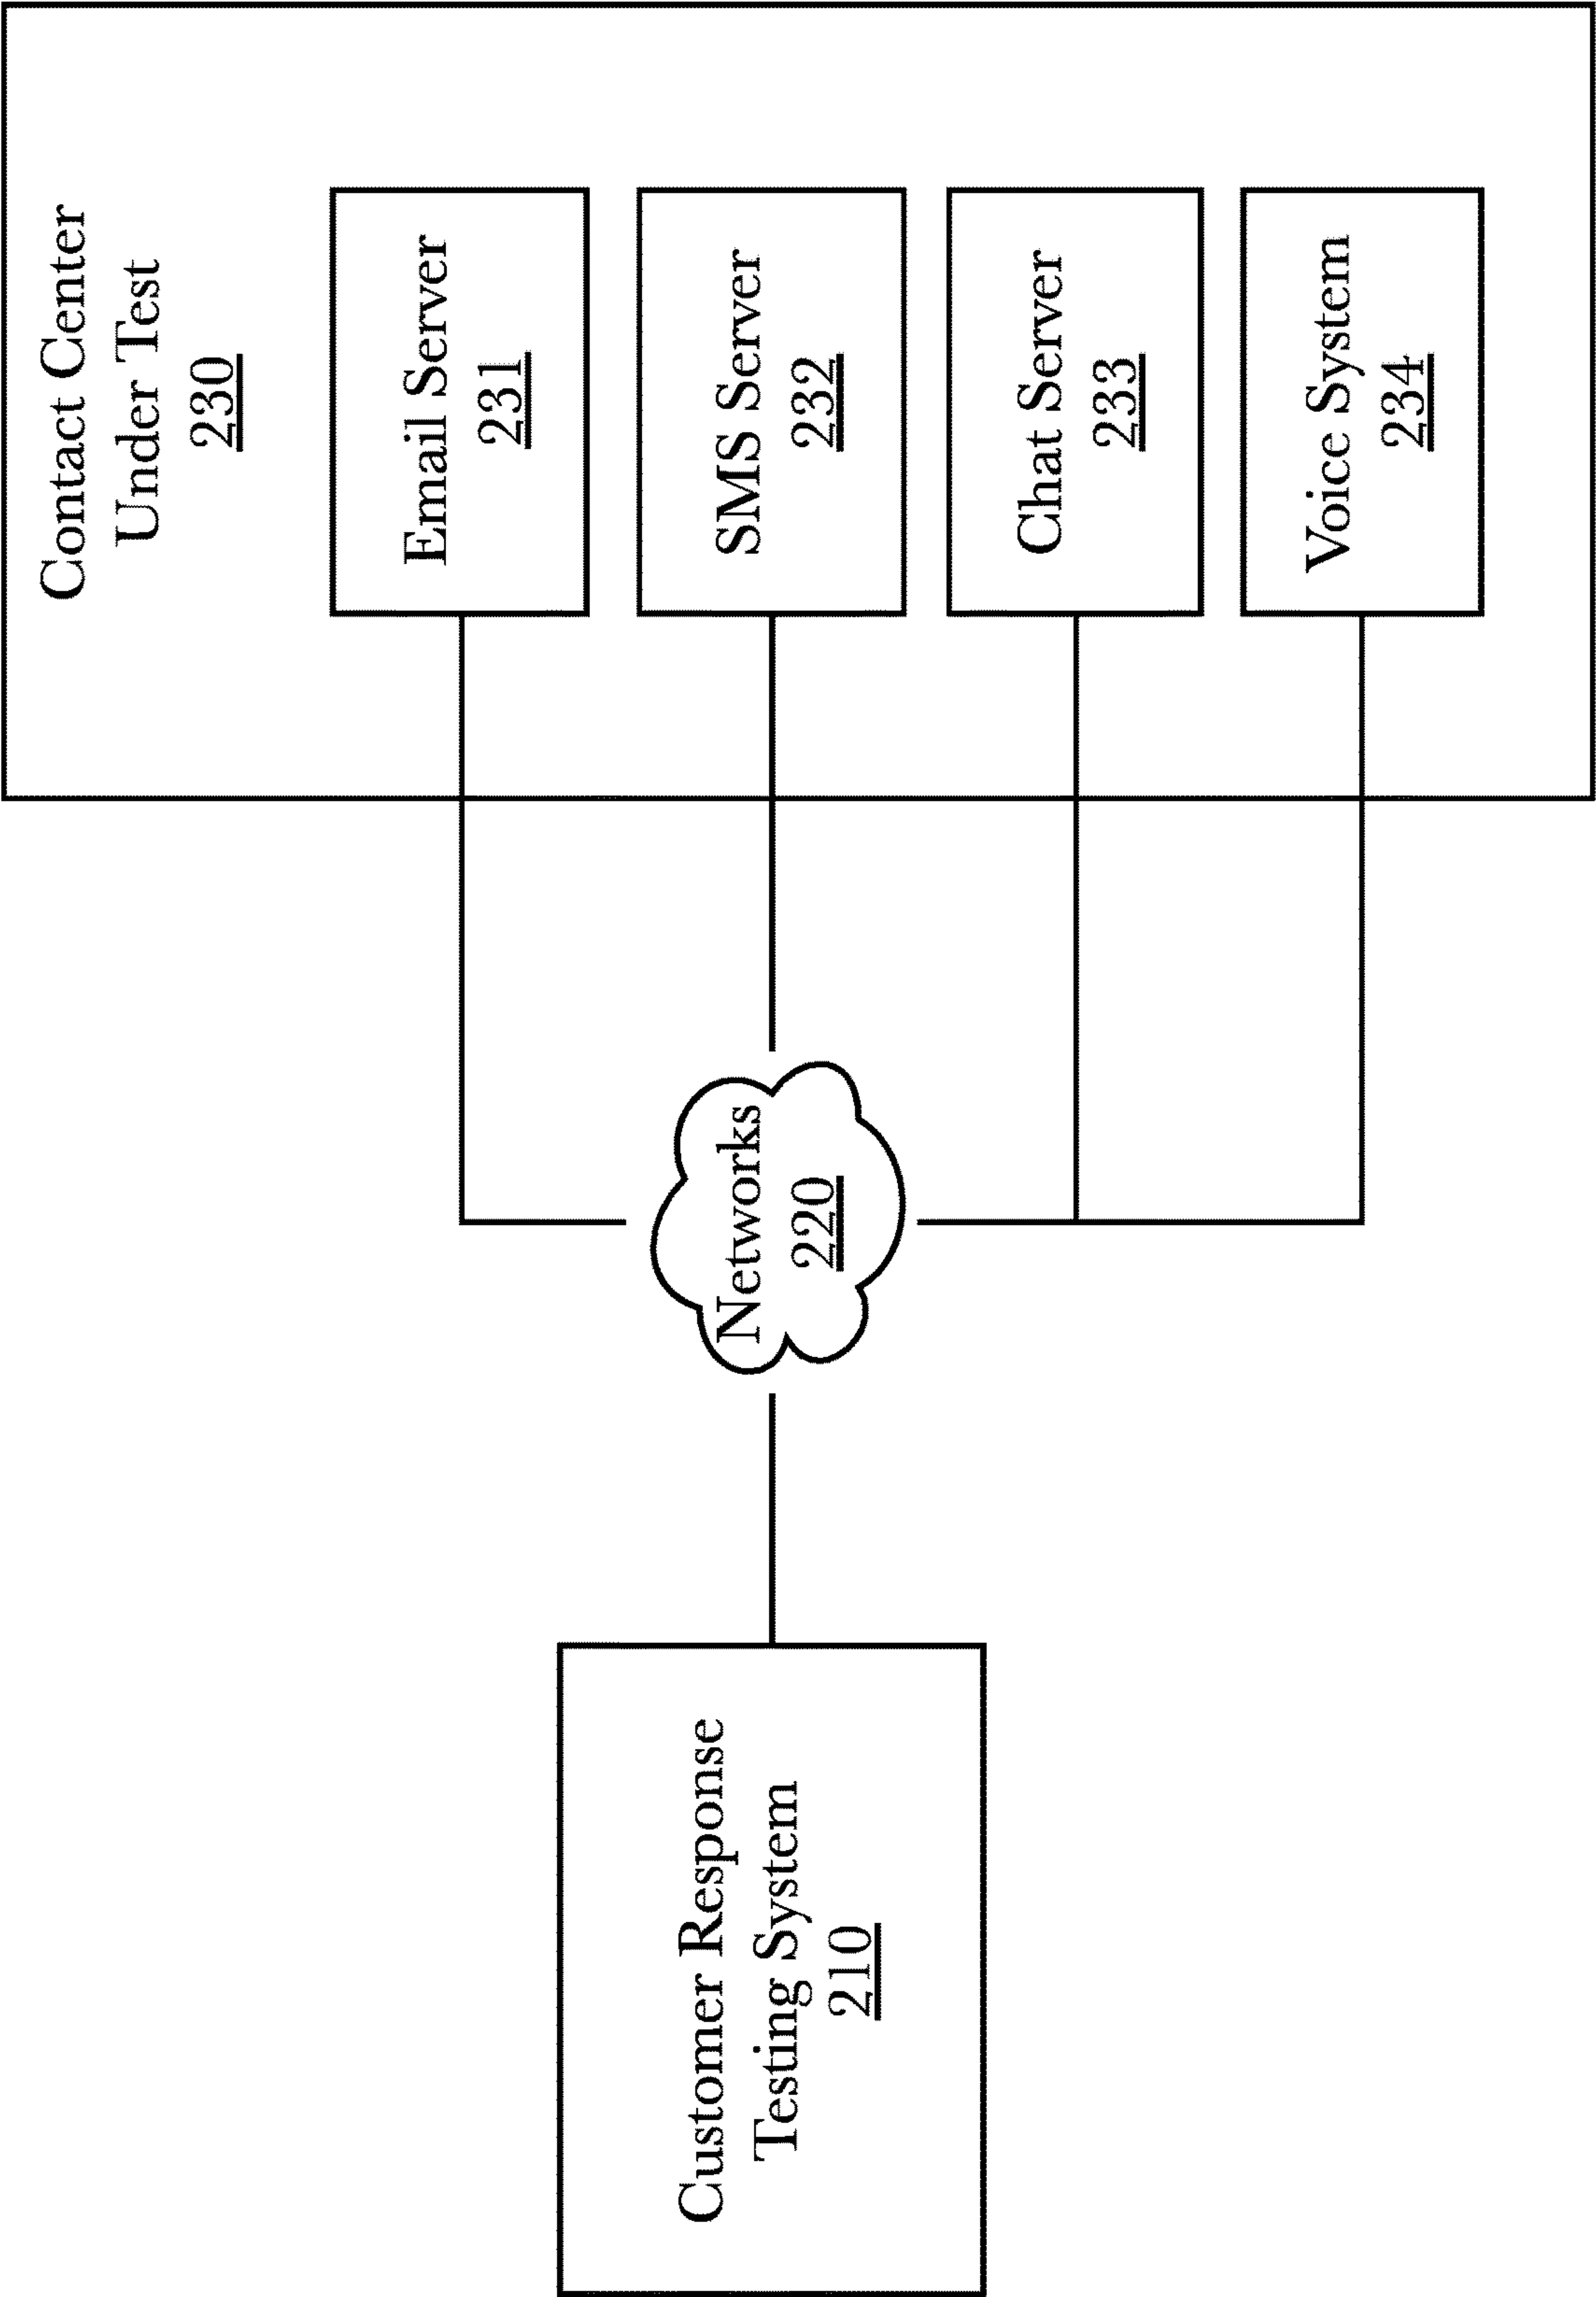 Contact Center
Under Test
230
Email Server
231
SMS Server
232
Chat Server
233
Voice System
234
Networks
220
Customer Response
Testing System
210